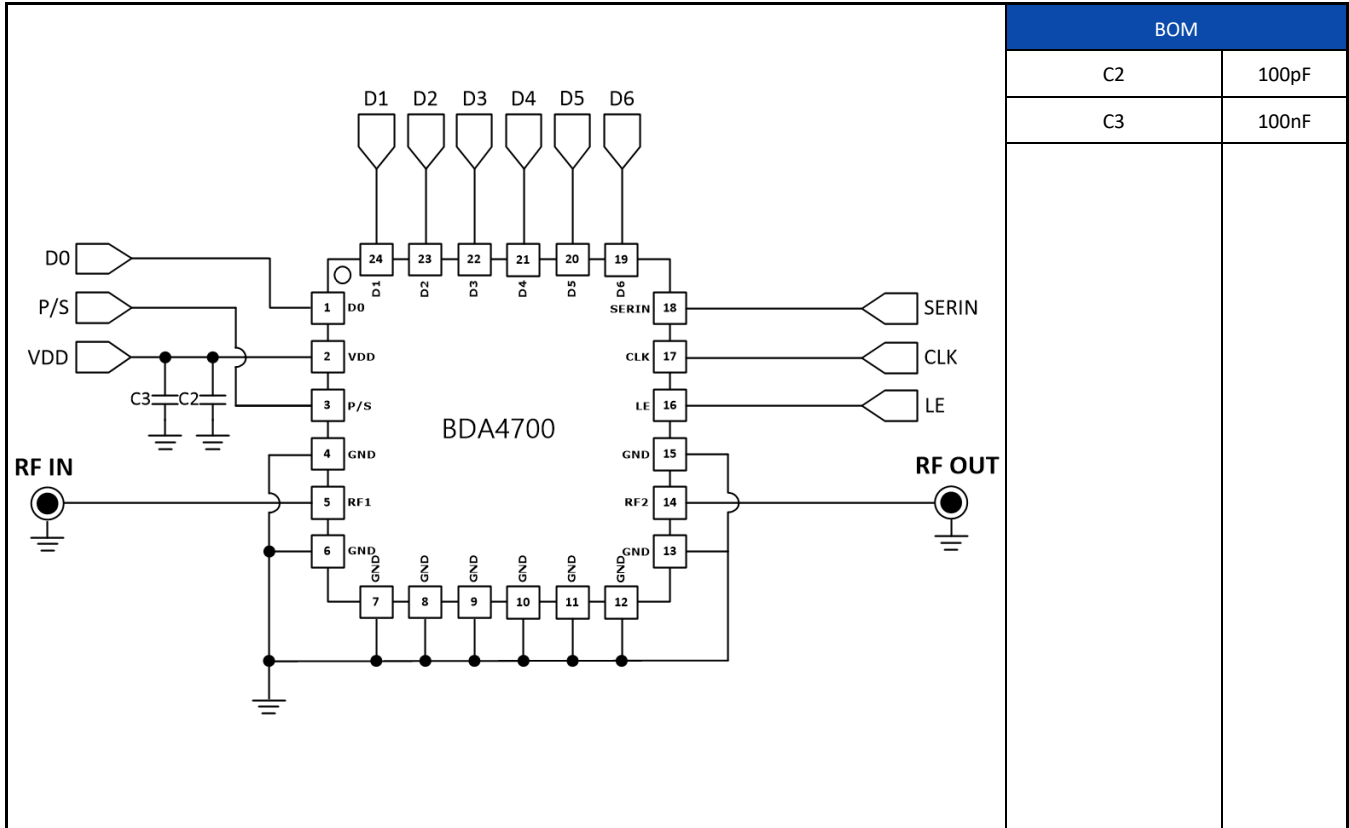 BOM
C2 100pF
C3 100nF
D1 D2 D3 D4 D5 D6
D0
P/S
VDD
C3 C2
RF IN
24 23 22 21 20 19
D1 D2 D3 D4 D5 D6
1 D0
2 VDD
3 P/S
4 GND
5 RF1
6 GND
BDA4700
SERIN 18 SERIN
CLK 17 CLK
LE 16 LE
GND 15
RF2 14
GND 13
RF OUT
GND GND GND GND GND GND
7 8 9 10 11 12